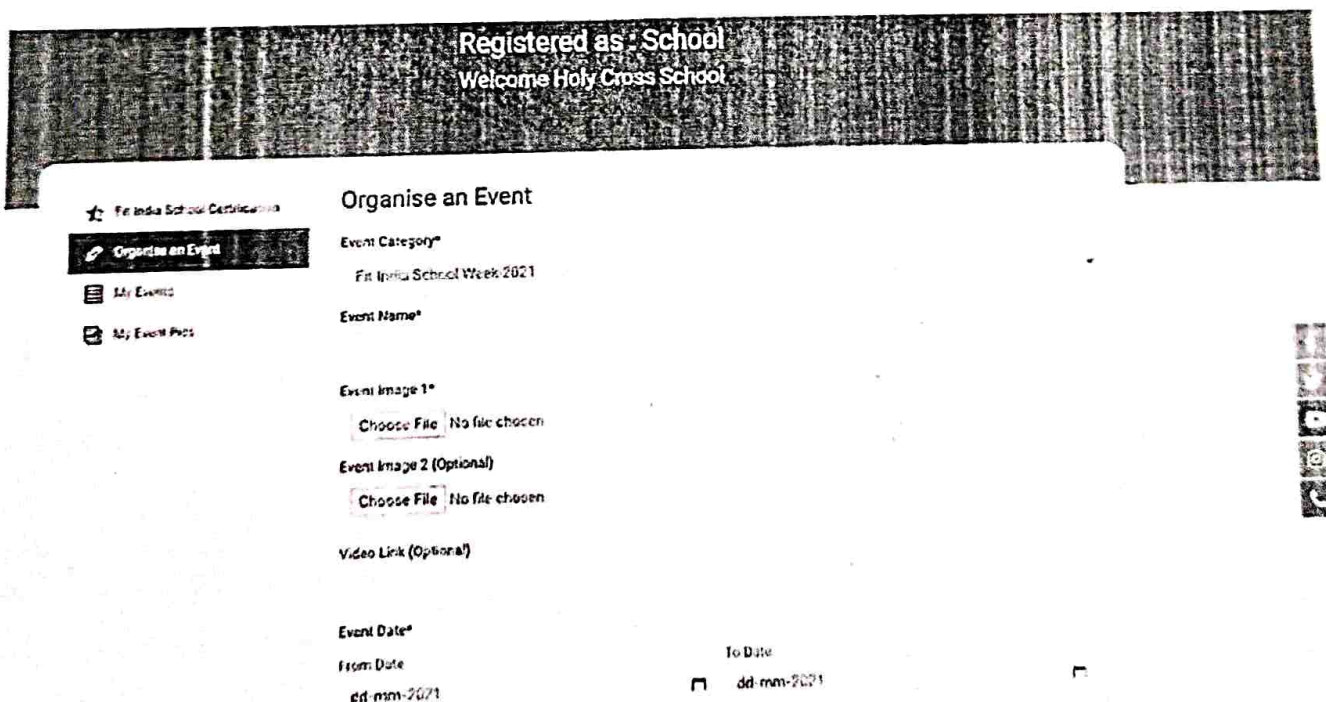 Registered as : School
Welcome Holy Cross School
Fit India School Certification
Organise an Event
My Events
My Event Pics
Organise an Event
Event Category*
Fit India School Week 2021
Event Name*
Event Image 1*
Choose File No file chosen
Event Image 2 (Optional)
Choose File No file chosen
Video Link (Optional)
Event Date*
From Date
To Date
dd-mm-2021
dd-mm-2021